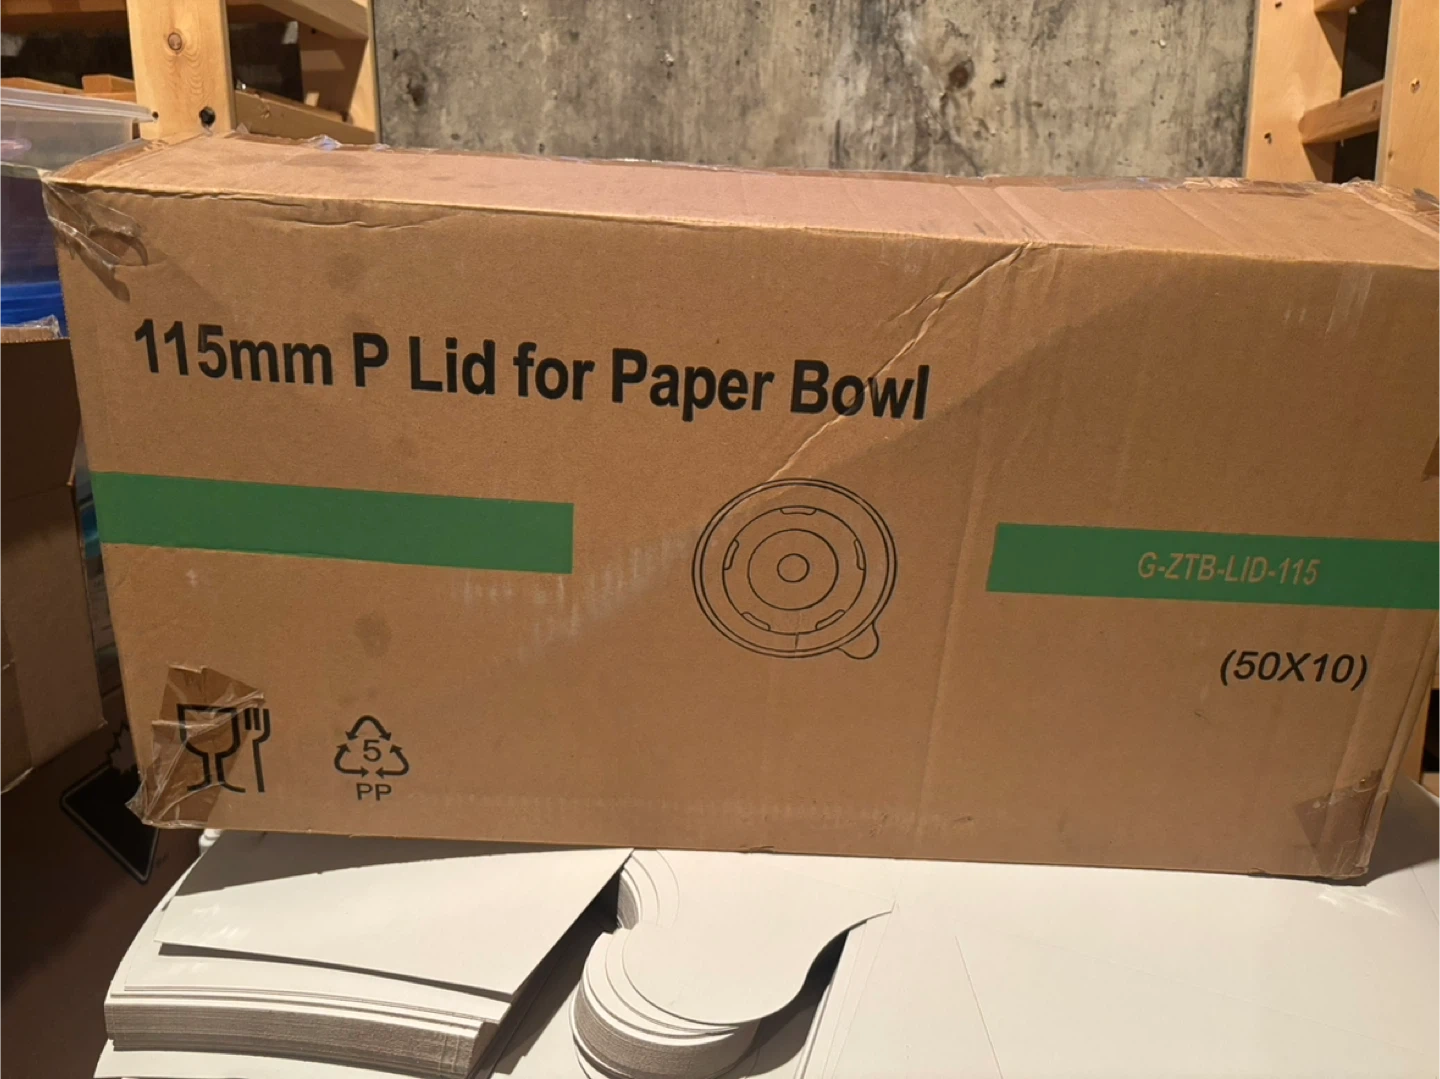 115mm P Lid for Paper Bowl
G-ZTB-LID-115
(50X10)
5
PP